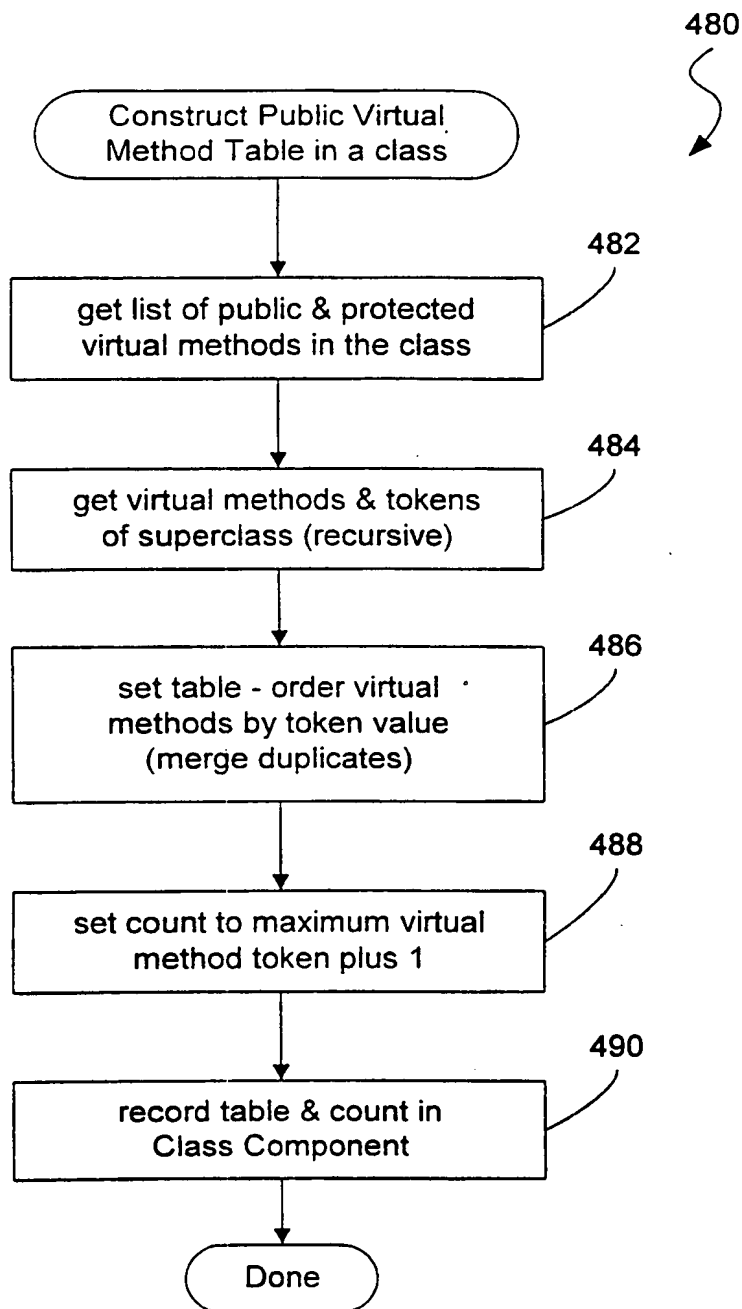 480
Construct Public Virtual
Method Table in a class
482
get list of public & protected
virtual methods in the class
484
get virtual methods & tokens
of superclass (recursive)
486
set table - order virtual
methods by token value
(merge duplicates)
488
set count to maximum virtual
method token plus 1
490
record table & count in
Class Component
Done